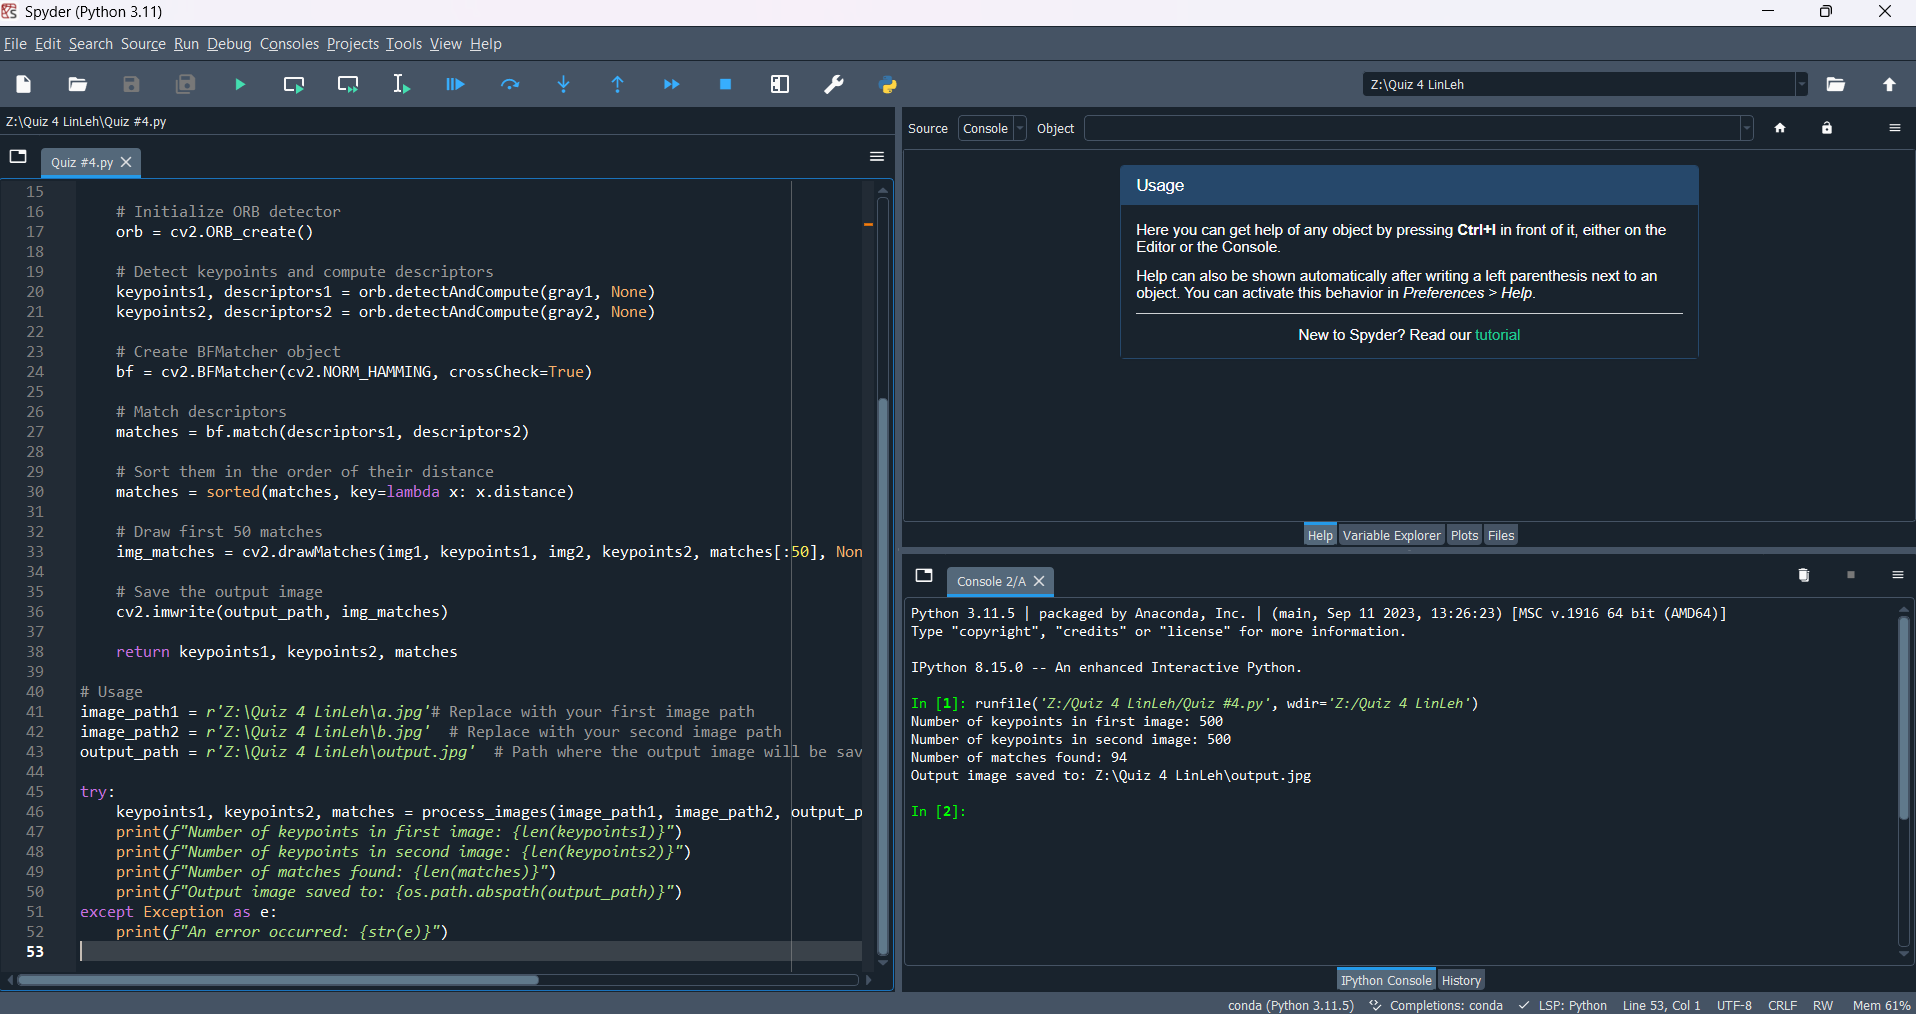 Spyder (Python 3.11)
File Edit Search Source Run Debug Consoles Projects Tools View Help
Z:\Quiz 4 LinLeh
Z:\Quiz 4 LinLeh\Quiz #4.py
Quiz #4.py
15
16 # Initialize ORB detector
17 orb = cv2.ORB_create()
18
19 # Detect keypoints and compute descriptors
20 keypoints1, descriptors1 = orb.detectAndCompute(gray1, None)
21 keypoints2, descriptors2 = orb.detectAndCompute(gray2, None)
22
23 # Create BFMatcher object
24 bf = cv2.BFMatcher(cv2.NORM_HAMMING, crossCheck=True)
25
26 # Match descriptors
27 matches = bf.match(descriptors1, descriptors2)
28
29 # Sort them in the order of their distance
30 matches = sorted(matches, key=lambda x: x.distance)
31
32 # Draw first 50 matches
33 img_matches = cv2.drawMatches(img1, keypoints1, img2, keypoints2, matches[:50], Non
34
35 # Save the output image
36 cv2.imwrite(output_path, img_matches)
37
38 return keypoints1, keypoints2, matches
39
40 # Usage
41 image_path1 = r'Z:\Quiz 4 LinLeh\a.jpg'# Replace with your first image path
42 image_path2 = r'Z:\Quiz 4 LinLeh\b.jpg' # Replace with your second image path
43 output_path = r'Z:\Quiz 4 LinLeh\output.jpg' # Path where the output image will be sav
44
45 try:
46 keypoints1, keypoints2, matches = process_images(image_path1, image_path2, output_p
47 print(f"Number of keypoints in first image: {len(keypoints1)}")
48 print(f"Number of keypoints in second image: {len(keypoints2)}")
49 print(f"Number of matches found: {len(matches)}")
50 print(f"Output image saved to: {os.path.abspath(output_path)}")
51 except Exception as e:
52 print(f"An error occurred: {str(e)}")
53
Source Console Object
Usage
Here you can get help of any object by pressing Ctrl+I in front of it, either on the
Editor or the Console.
Help can also be shown automatically after writing a left parenthesis next to an
object. You can activate this behavior in Preferences > Help.
New to Spyder? Read our tutorial
Help Variable Explorer Plots Files
Console 2/A
Python 3.11.5 | packaged by Anaconda, Inc. | (main, Sep 11 2023, 13:26:23) [MSC v.1916 64 bit (AMD64)]
Type "copyright", "credits" or "license" for more information.
IPython 8.15.0 -- An enhanced Interactive Python.
In [1]: runfile('Z:/Quiz 4 LinLeh/Quiz #4.py', wdir='Z:/Quiz 4 LinLeh')
Number of keypoints in first image: 500
Number of keypoints in second image: 500
Number of matches found: 94
Output image saved to: Z:\Quiz 4 LinLeh\output.jpg
In [2]:
IPython Console History
conda (Python 3.11.5) Completions: conda LSP: Python Line 53, Col 1 UTF-8 CRLF RW Mem 61%